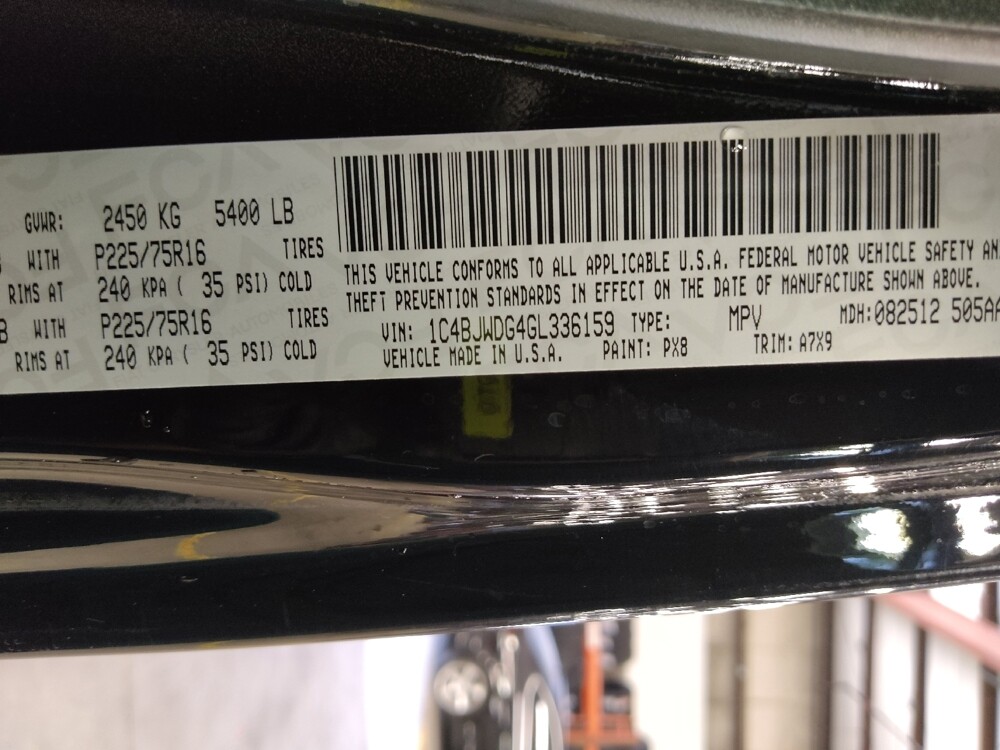 GVWR: 2450 KG 5400 LB
WITH P225/75R16 TIRES
RIMS AT 240 KPA ( 35 PSI) COLD
WITH P225/75R16 TIRES
RIMS AT 240 KPA ( 35 PSI) COLD
THIS VEHICLE CONFORMS TO ALL APPLICABLE U.S.A. FEDERAL MOTOR VEHICLE SAFETY
THEFT PREVENTION STANDARDS IN EFFECT ON THE DATE OF MANUFACTURE SHOWN ABOVE.
VIN: 1C4BJWDG4GL336159 TYPE: MPV MDH: 082512 505
VEHICLE MADE IN U.S.A. PAINT: PX8 TRIM: A7X9